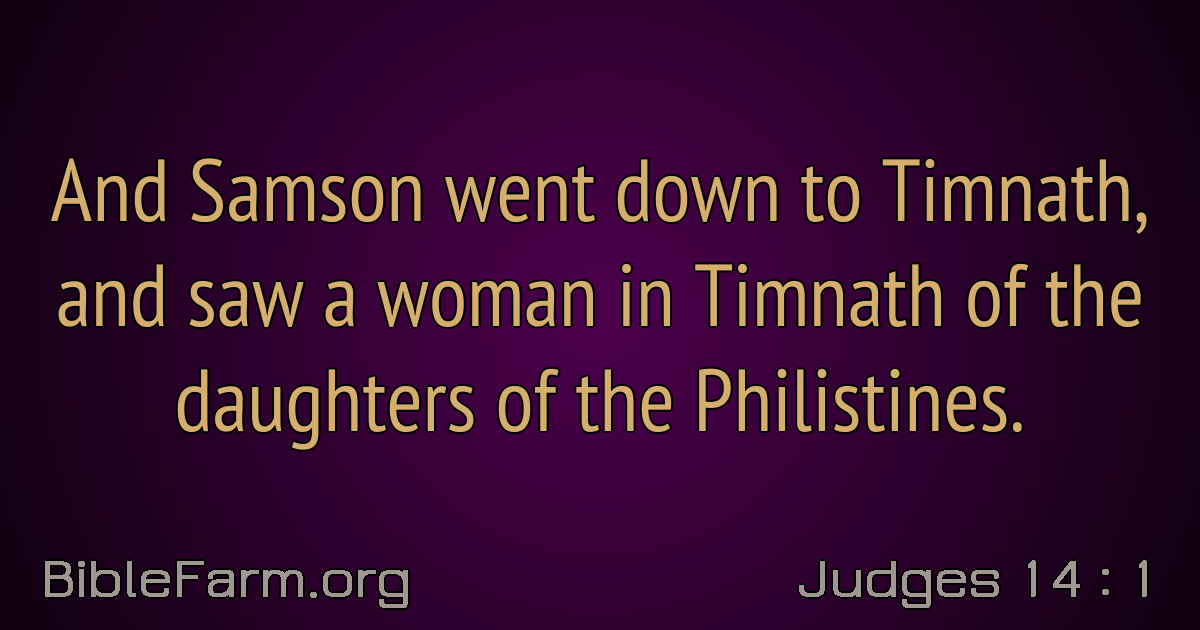 And Samson went down to Timnath,
and saw a woman in Timnath of the
daughters of the Philistines.
BibleFarm.org
Judges 14 : 1